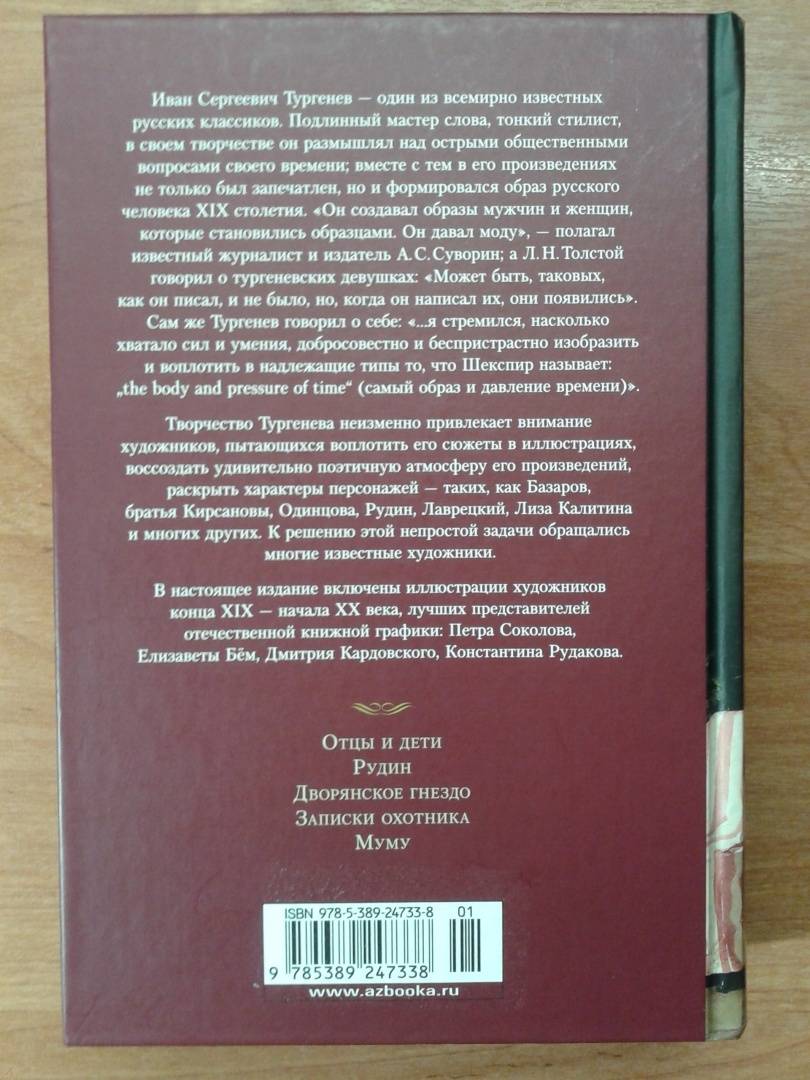 Иван Сергеевич Тургенев — один из всемирно известных
русских классиков. Подлинный мастер слова, тонкий стилист,
в своем творчестве он размышлял над острыми общественными
вопросами своего времени; вместе с тем в его произведениях
не только был запечатлен, но и формировался образ русского
человека XIX столетия. «Он создавал образы мужчин и женщин,
которые становились образцами. Он давал моду», — полагал
известный журналист и издатель А. С. Суворин; а Л. Н. Толстой
говорил о тургеневских девушках: «Может быть, таковых,
как он писал, и не было, но, когда он написал их, они появились».
Сам же Тургенев говорил о себе: «...я стремился, насколько
хватало сил и умения, добросовестно и беспристрастно изобразить
и воплотить в надлежащие типы то, что Шекспир называет:
„the body and pressure of time“ (самый образ и давление времени)».
Творчество Тургенева неизменно привлекает внимание
художников, пытающихся воплотить его сюжеты в иллюстрациях,
воссоздать удивительно поэтичную атмосферу его произведений,
раскрыть характеры персонажей — таких, как Базаров,
братья Кирсановы, Одинцова, Рудин, Лаврецкий, Лиза Калитина
и многих других. К решению этой непростой задачи обращались
многие известные художники.
В настоящее издание включены иллюстрации художников
конца XIX — начала XX века, лучших представителей
отечественной книжной графики: Петра Соколова,
Елизаветы Бём, Дмитрия Кардовского, Константина Рудакова.
Отцы и дети
Рудин
Дворянское гнездо
Записки охотника
Муму
ISBN 978-5-389-24733-8 01
9 785389 247338
www.azbooka.ru